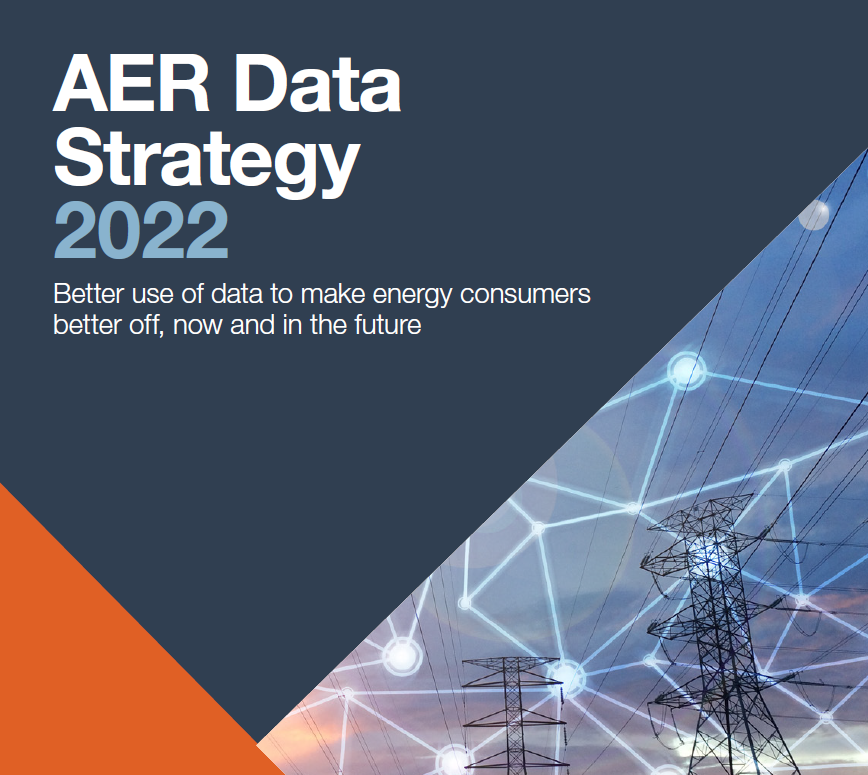 AER Data
Strategy
2022
Better use of data to make energy consumers
better off, now and in the future